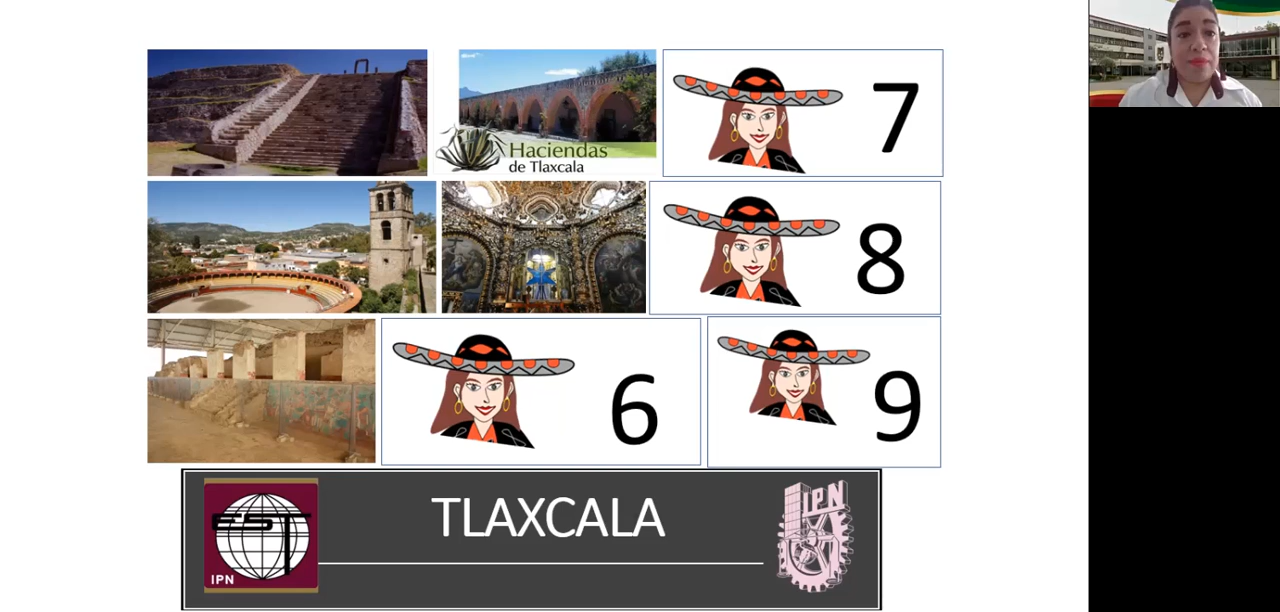 Haciendas
de Tlaxcala
7
8
6
9
EST
IPN
TLAXCALA
IPN